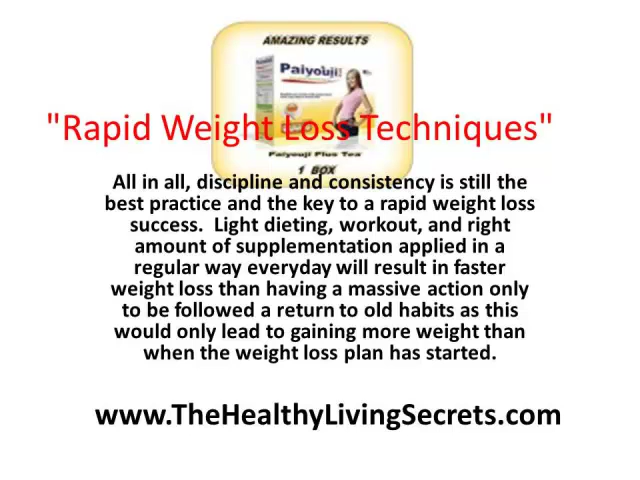 AMAZING RESULTS
Paiyouji
"Rapid Weight Loss Techniques"
Paiyouji Plus Tea
1 BOX
All in all, discipline and consistency is still the
best practice and the key to a rapid weight loss
success.  Light dieting, workout, and right
amount of supplementation applied in a
regular way everyday will result in faster
weight loss than having a massive action only
to be followed a return to old habits as this
would only lead to gaining more weight than
when the weight loss plan has started.
www.TheHealthyLivingSecrets.com